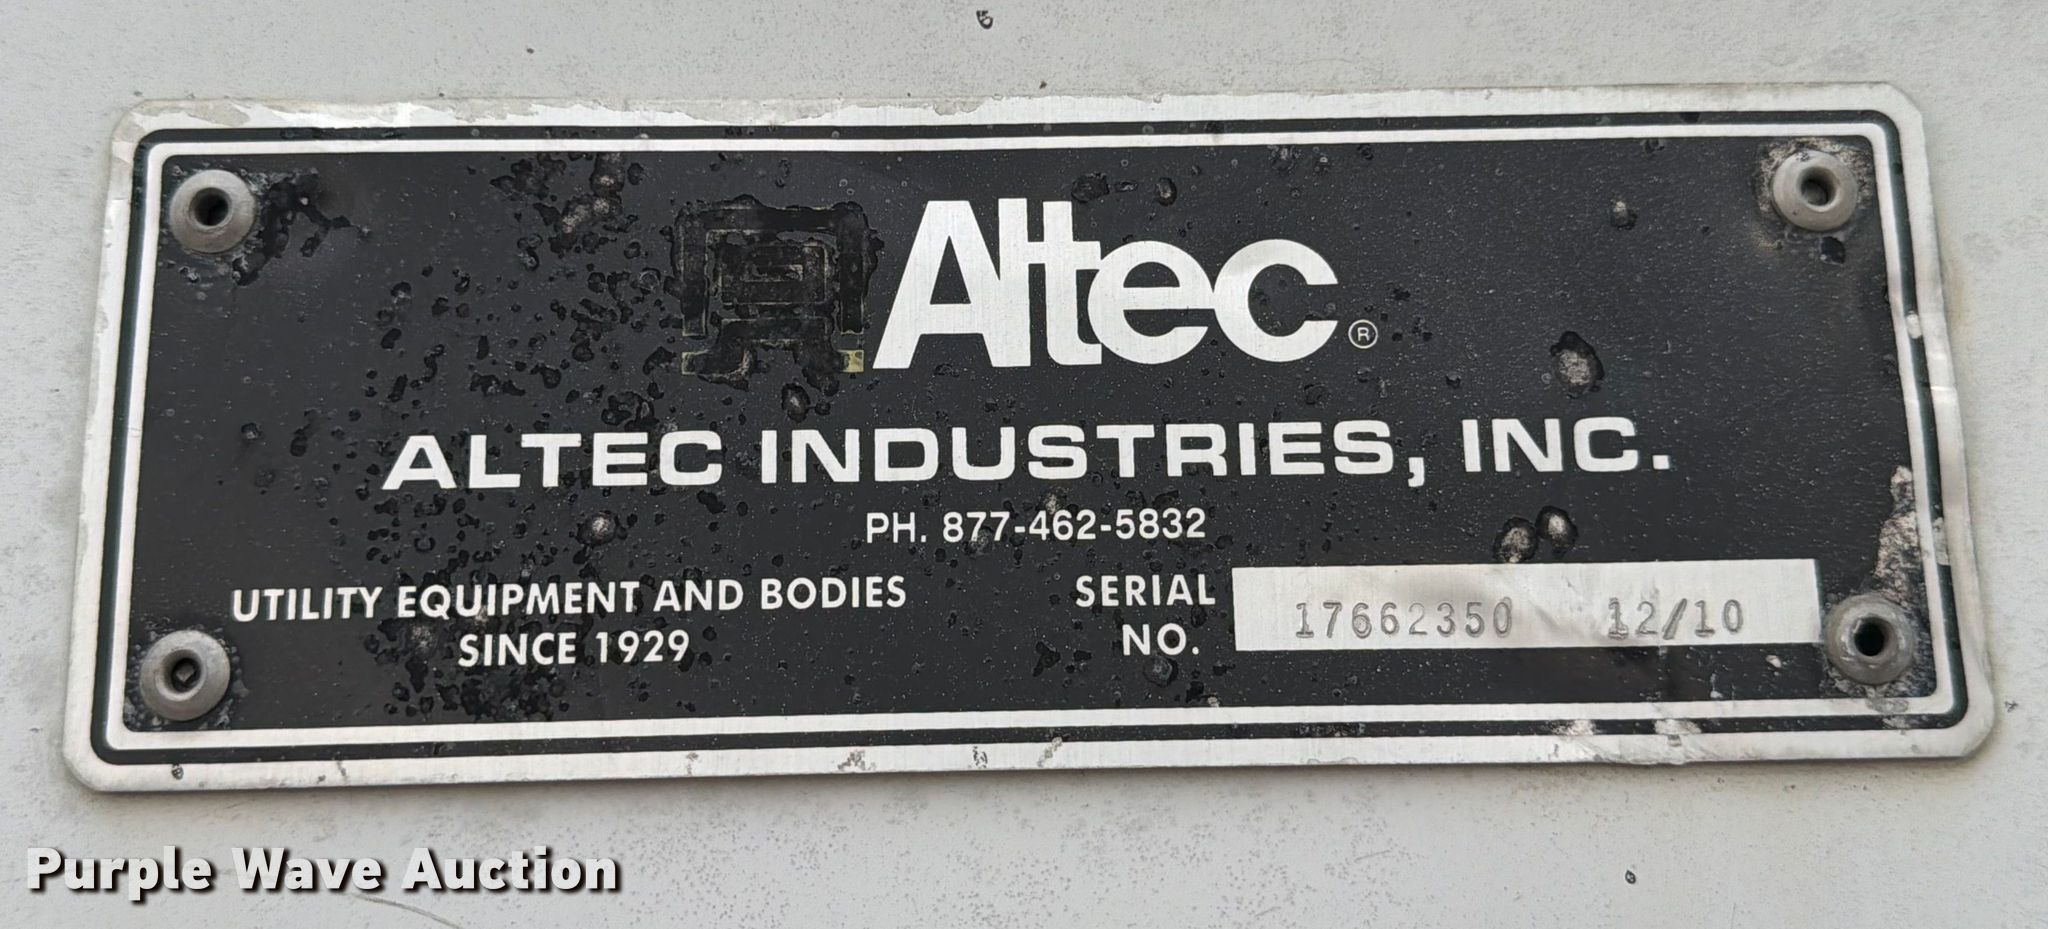 Altec®
ALTEC INDUSTRIES, INC.
PH. 877-462-5832
UTILITY EQUIPMENT AND BODIES
SINCE 1929
SERIAL
NO.
17662350 12/10
Purple Wave Auction